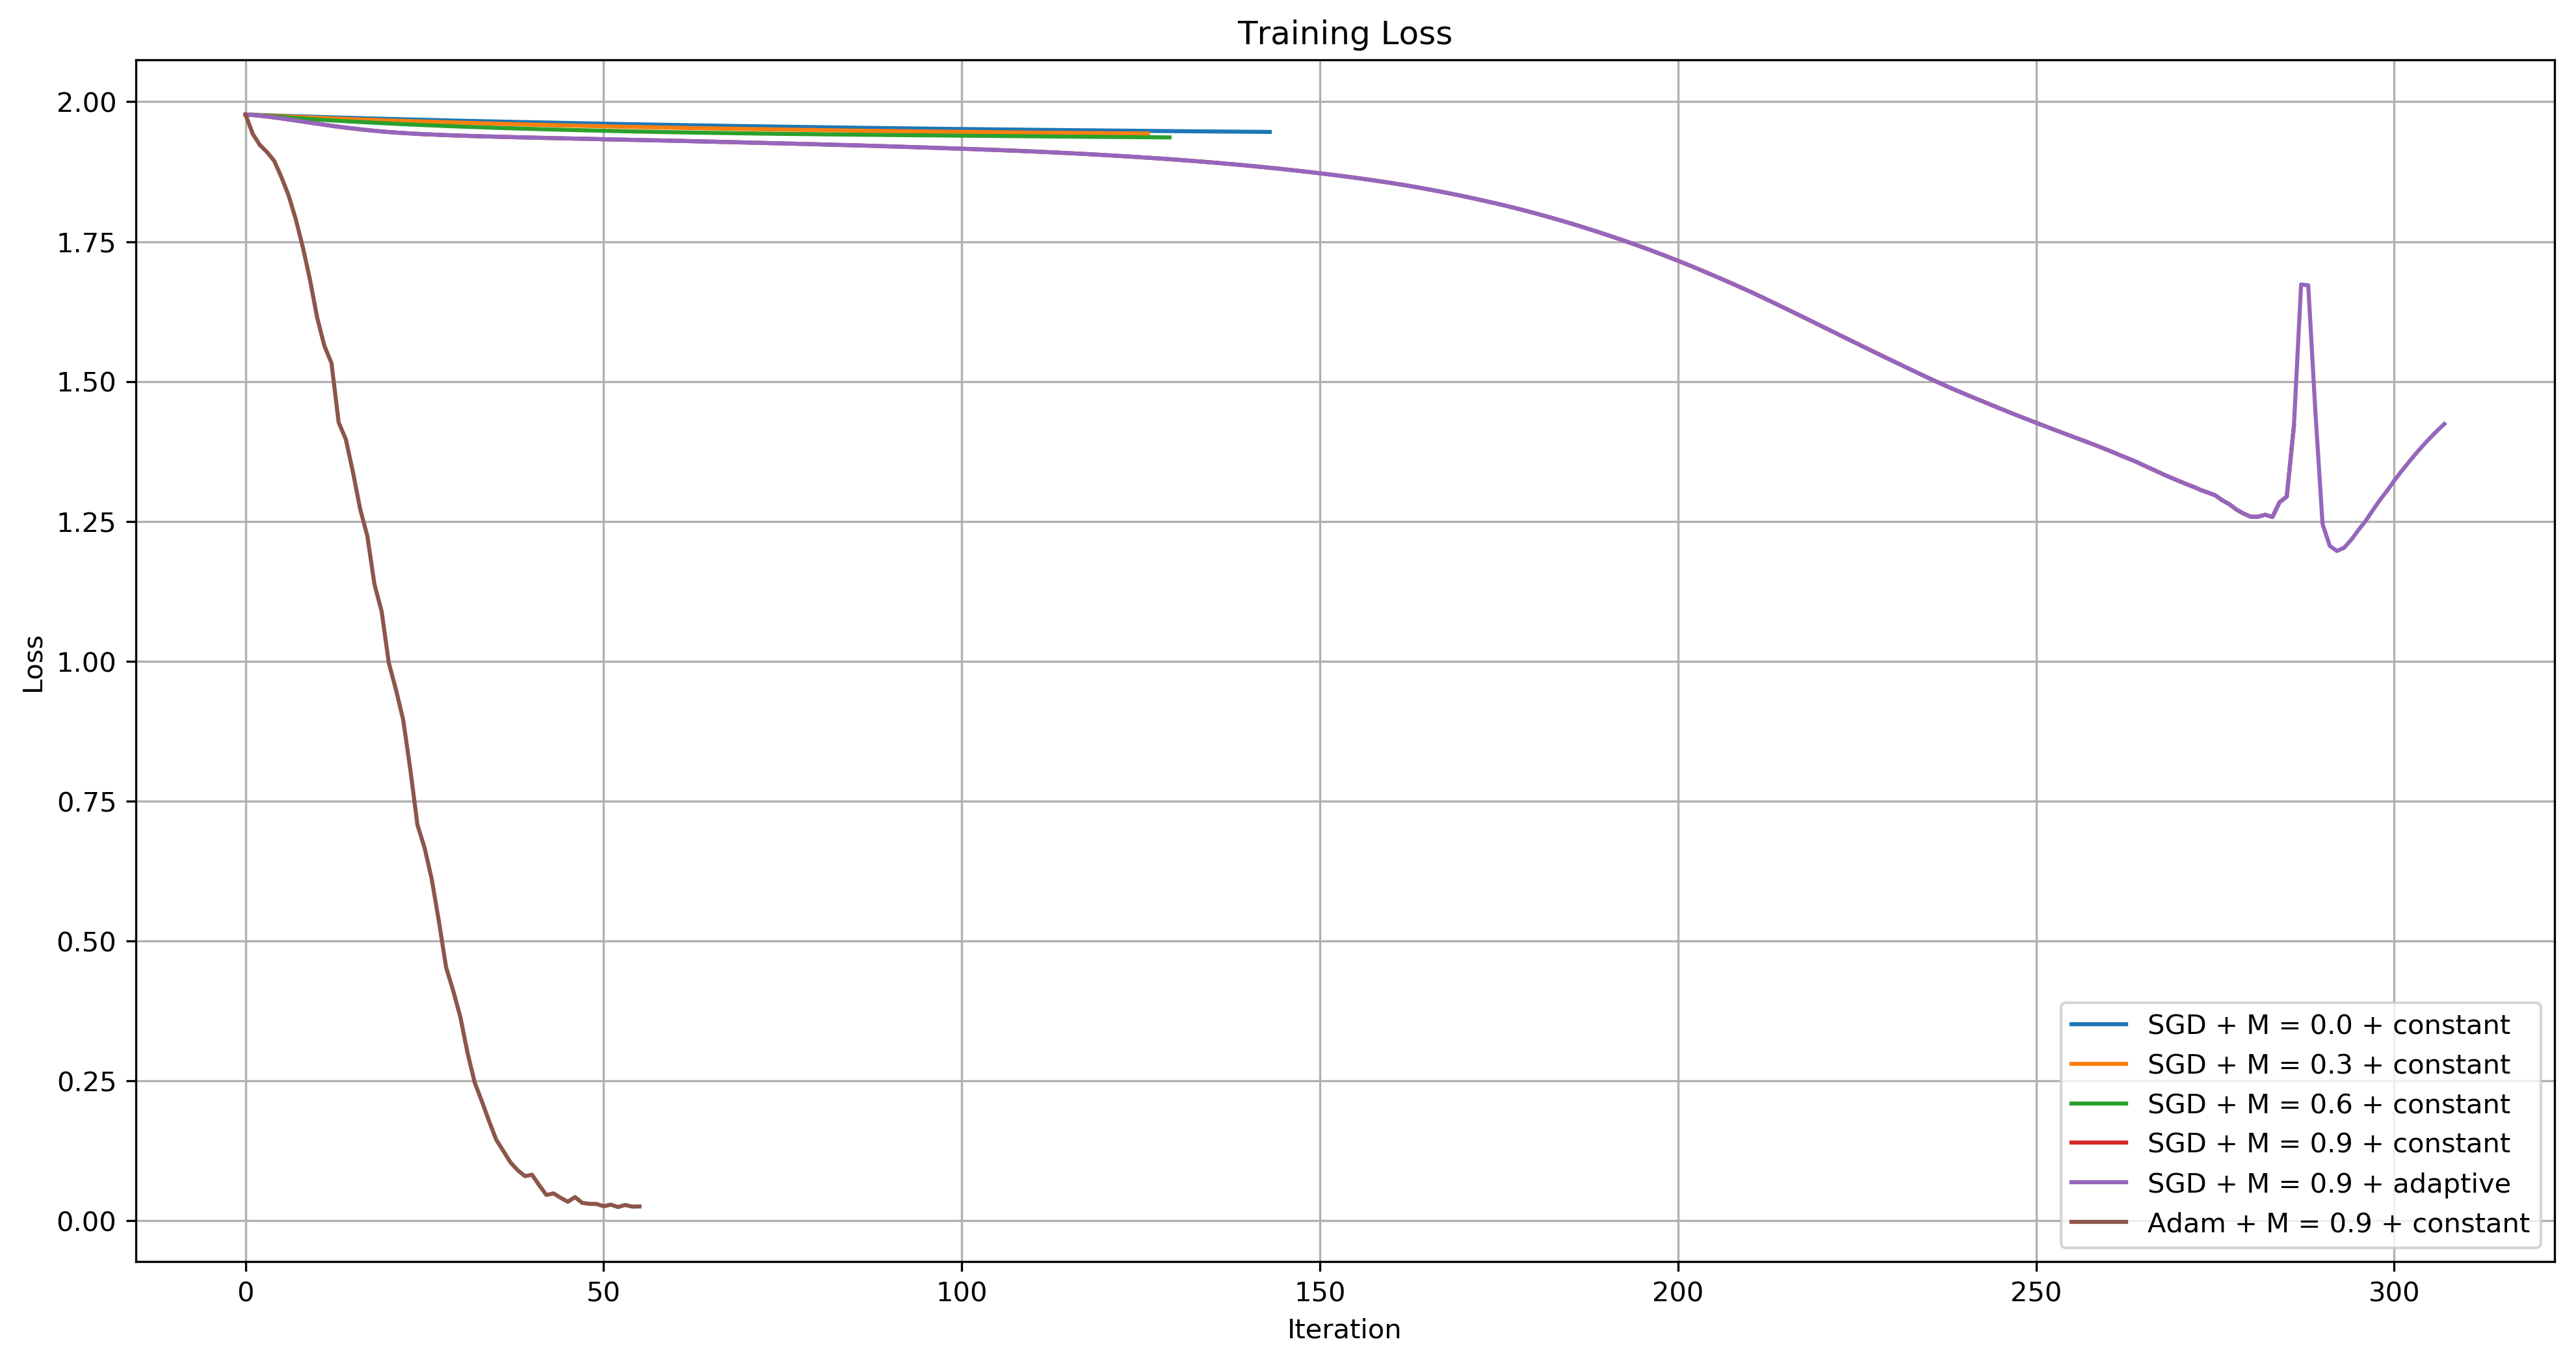 Training Loss
2.00
1.75
1.50
1.25
1.00
0.75
0.50
0.25
0.00
Loss
0 50 100 150 200 250 300
Iteration
SGD + M = 0.0 + constant
SGD + M = 0.3 + constant
SGD + M = 0.6 + constant
SGD + M = 0.9 + constant
SGD + M = 0.9 + adaptive
Adam + M = 0.9 + constant